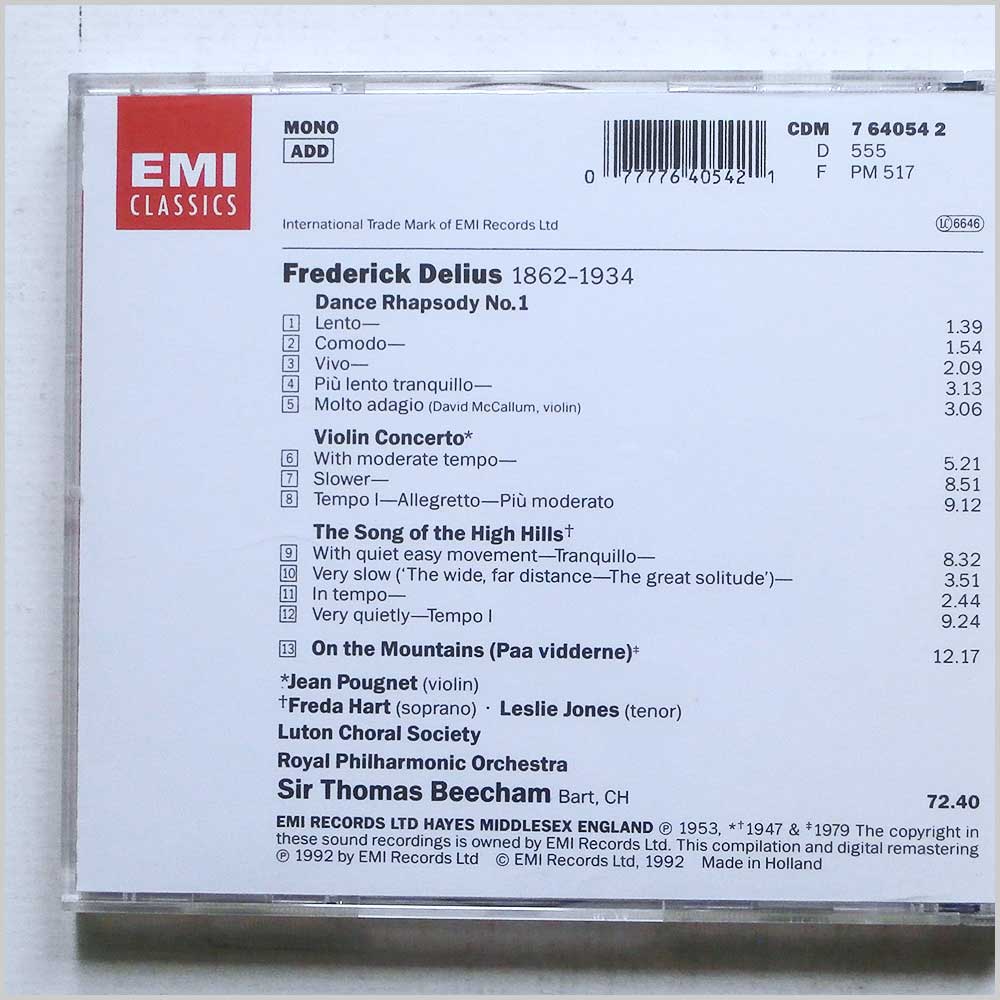 EMI
CLASSICS
MONO
ADD
0 77777 64054 2 1
CDM 7 64054 2
D 555
F PM 517
International Trade Mark of EMI Records Ltd
LC 6646
Frederick Delius 1862–1934
Dance Rhapsody No.1
1 Lento— 1.39
2 Comodo— 1.54
3 Vivo— 2.09
4 Più lento tranquillo— 3.13
5 Molto adagio (David McCallum, violin) 3.06
Violin Concerto*
6 With moderate tempo— 5.21
7 Slower— 8.51
8 Tempo I—Allegretto—Più moderato 9.12
The Song of the High Hills†
9 With quiet easy movement—Tranquillo— 8.32
10 Very slow (‘The wide, far distance—The great solitude’)— 3.51
11 In tempo— 2.44
12 Very quietly—Tempo I 9.24
13 On the Mountains (Paa vidderne)‡ 12.17
*Jean Pougnet (violin)
†Freda Hart (soprano) · Leslie Jones (tenor)
Luton Choral Society
Royal Philharmonic Orchestra
Sir Thomas Beecham Bart, CH 72.40
EMI RECORDS LTD HAYES MIDDLESEX ENGLAND ℗ 1953, *†1947 & ‡1979 The copyright in
these sound recordings is owned by EMI Records Ltd. This compilation and digital remastering
℗ 1992 by EMI Records Ltd © EMI Records Ltd, 1992 Made in Holland